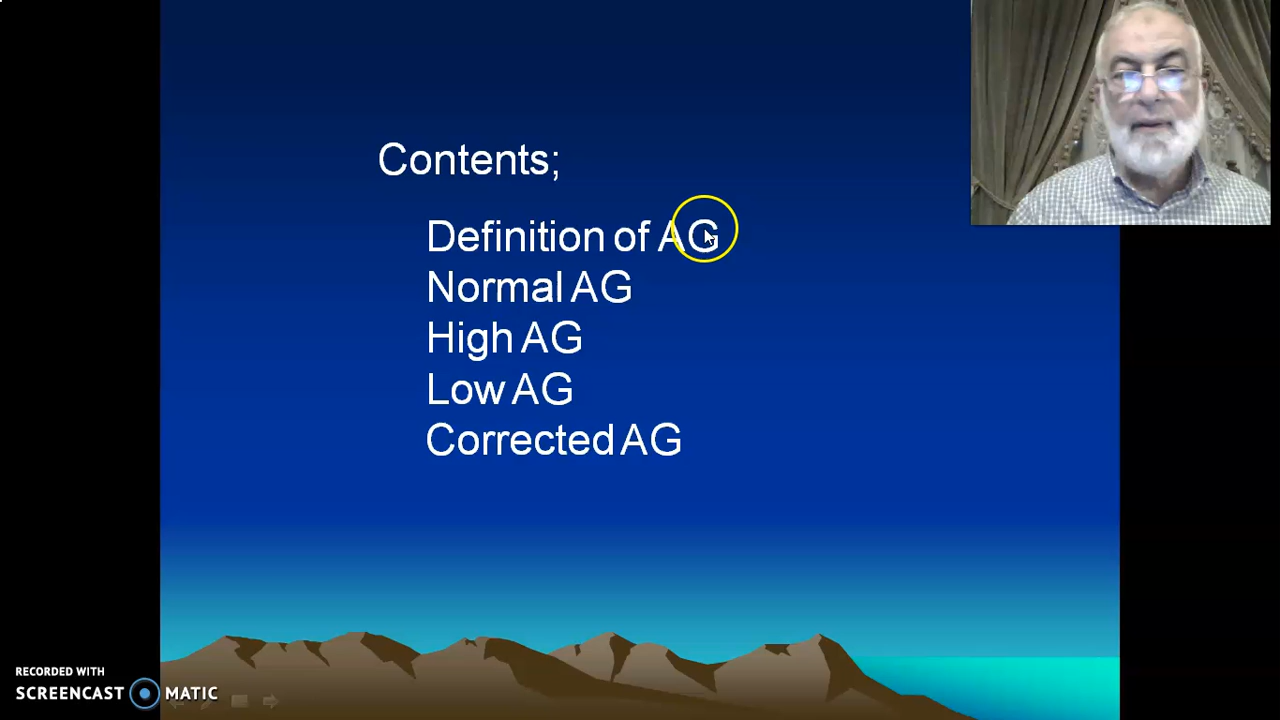 Contents;
Definition of AG
Normal AG
High AG
Low AG
Corrected AG
RECORDED WITH
SCREENCAST MATIC